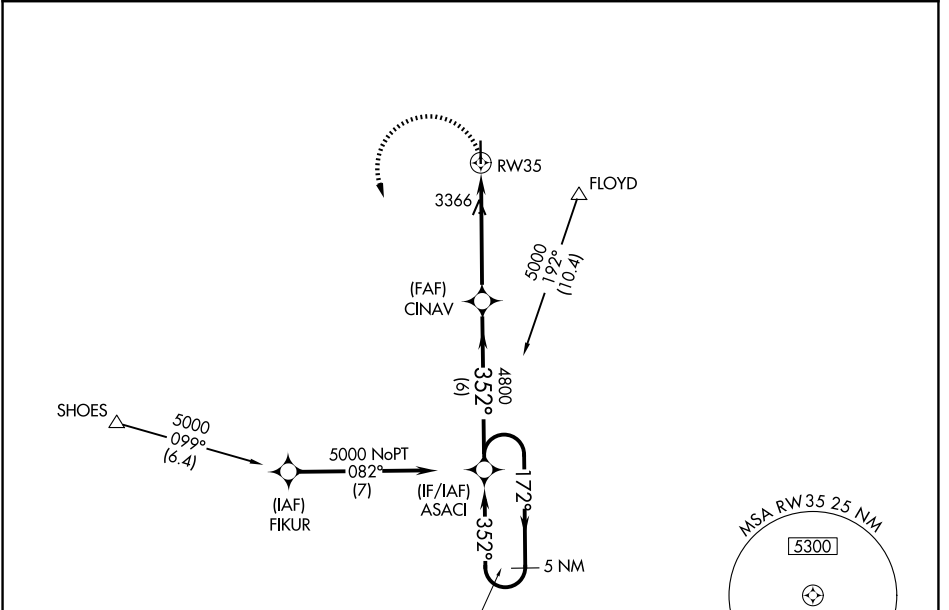 RW35
3366
FLOYD
5000
192°
(10.4)
(FAF)
CINAV
4800
352°
(6)
SHOES
5000
099°
(6.4)
5000 NoPT
082°
(7)
(IAF)
FIKUR
(IF/IAF)
ASACI
172°
352°
5 NM
MSA RW35 25 NM
5300